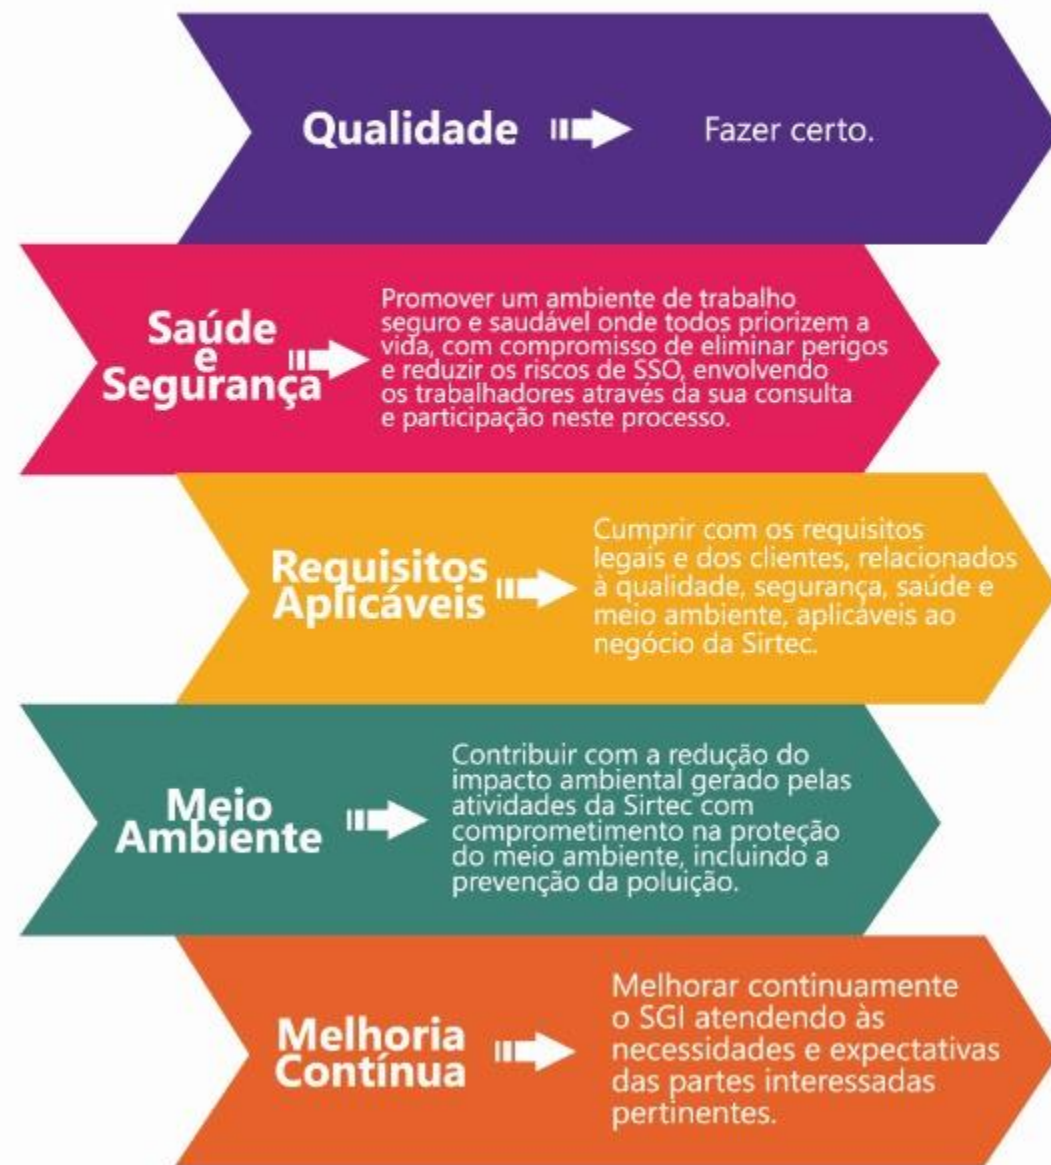 Qualidade
Fazer certo.
Saúde
e
Segurança
Promover um ambiente de trabalho
seguro e saudável onde todos priorizem a
vida, com compromisso de eliminar perigos
e reduzir os riscos de SSO, envolvendo
os trabalhadores através da sua consulta
e participação neste processo.
Requisitos
Aplicáveis
Cumprir com os requisitos
legais e dos clientes, relacionados
à qualidade, segurança, saúde e
meio ambiente, aplicáveis ao
negócio da Sirtec.
Meio
Ambiente
Contribuir com a redução do
impacto ambiental gerado pelas
atividades da Sirtec com
comprometimento na proteção
do meio ambiente, incluindo a
prevenção da poluição.
Melhoria
Contínua
Melhorar continuamente
o SGI atendendo às
necessidades e expectativas
das partes interessadas
pertinentes.